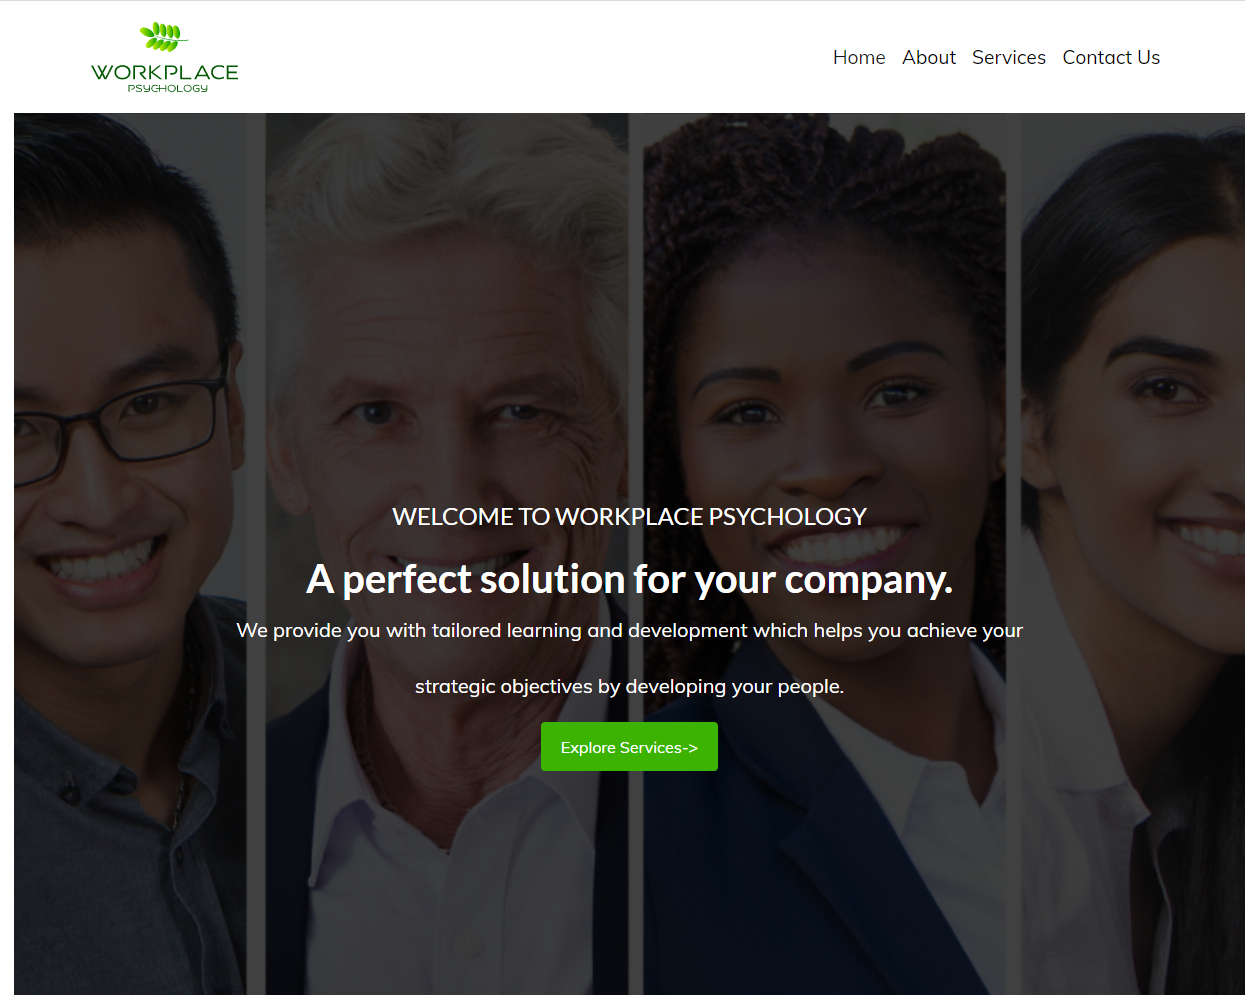 WORKPLACE
PSYCHOLOGY
Home About Services Contact Us
WELCOME TO WORKPLACE PSYCHOLOGY
A perfect solution for your company.
We provide you with tailored learning and development which helps you achieve your
strategic objectives by developing your people.
Explore Services->